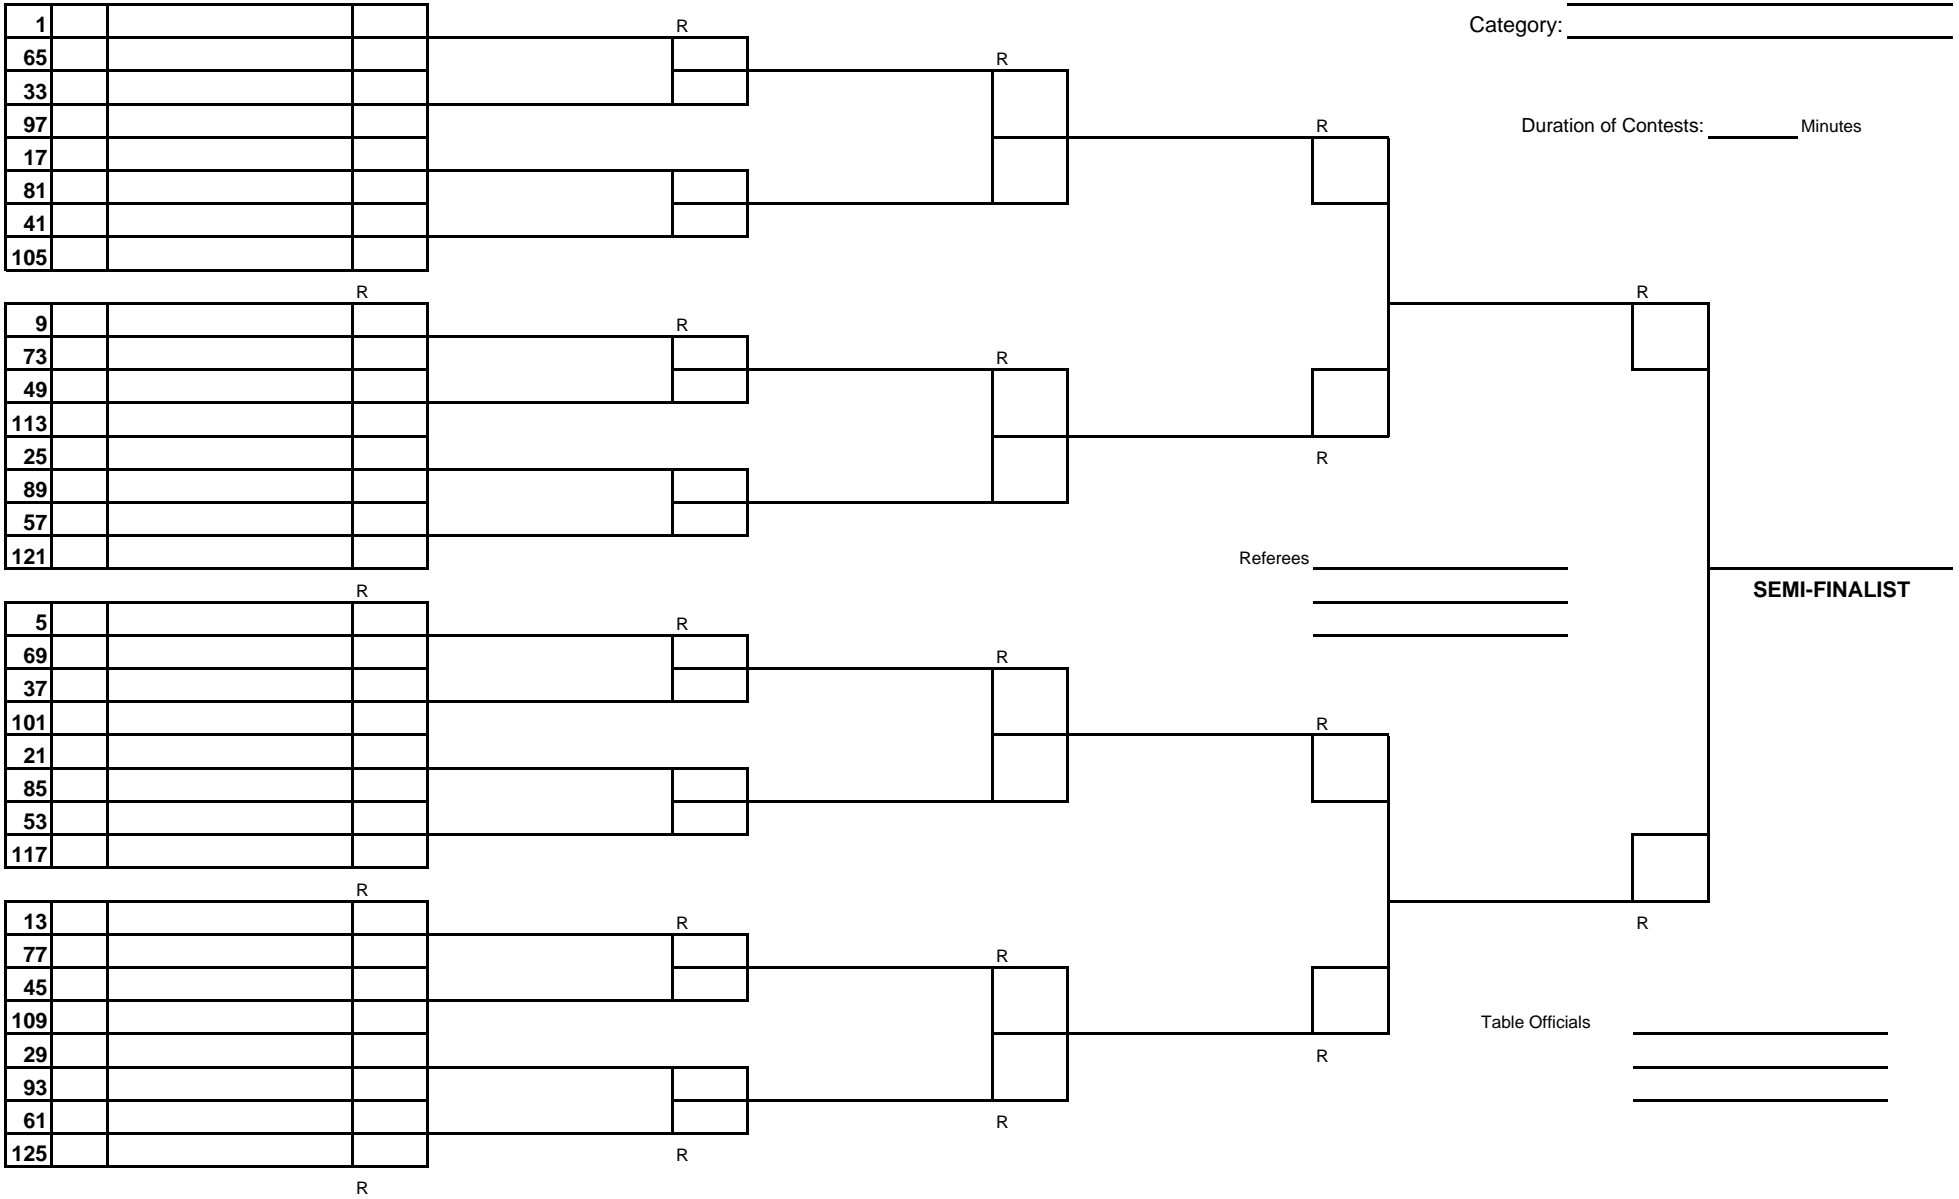 1 R Category:
65 R
33
97 R Duration of Contests: Minutes
17
81
41
105
R R
9 R
73 R
49
113
25 R
89
57
121 Referees
R SEMI-FINALIST
5 R
69 R
37
101 R
21
85
53
117
R
13 R R
77 R
45
109 Table Officials
29 R
93
61 R
125 R
R